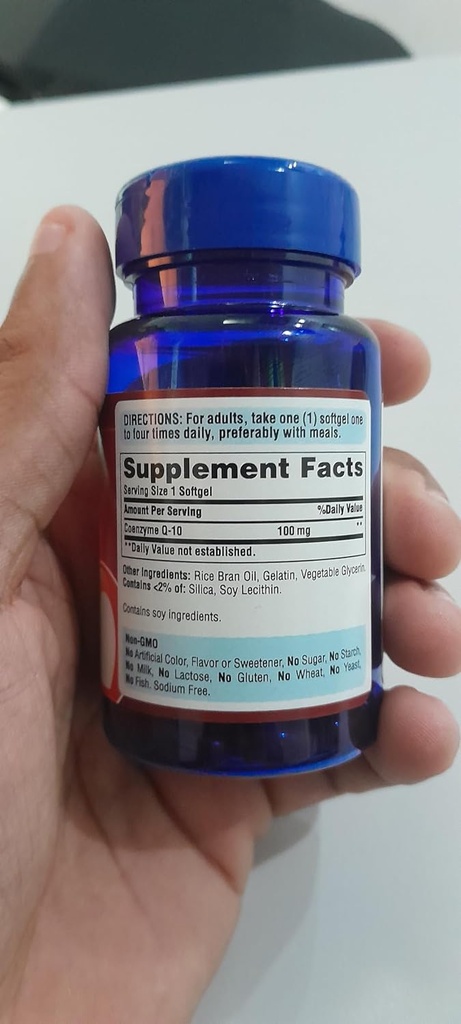 DIRECTIONS: For adults, take one (1) softgel one
to four times daily, preferably with meals.
Supplement Facts
Serving Size 1 Softgel
Amount Per Serving %Daily Value
Coenzyme Q-10 100 mg **
**Daily Value not established.
Other Ingredients: Rice Bran Oil, Gelatin, Vegetable Glycerin.
Contains <2% of: Silica, Soy Lecithin.
Contains soy ingredients.
Non-GMO
No Artificial Color, Flavor or Sweetener, No Sugar, No Starch,
No Milk, No Lactose, No Gluten, No Wheat, No Yeast,
No Fish. Sodium Free.